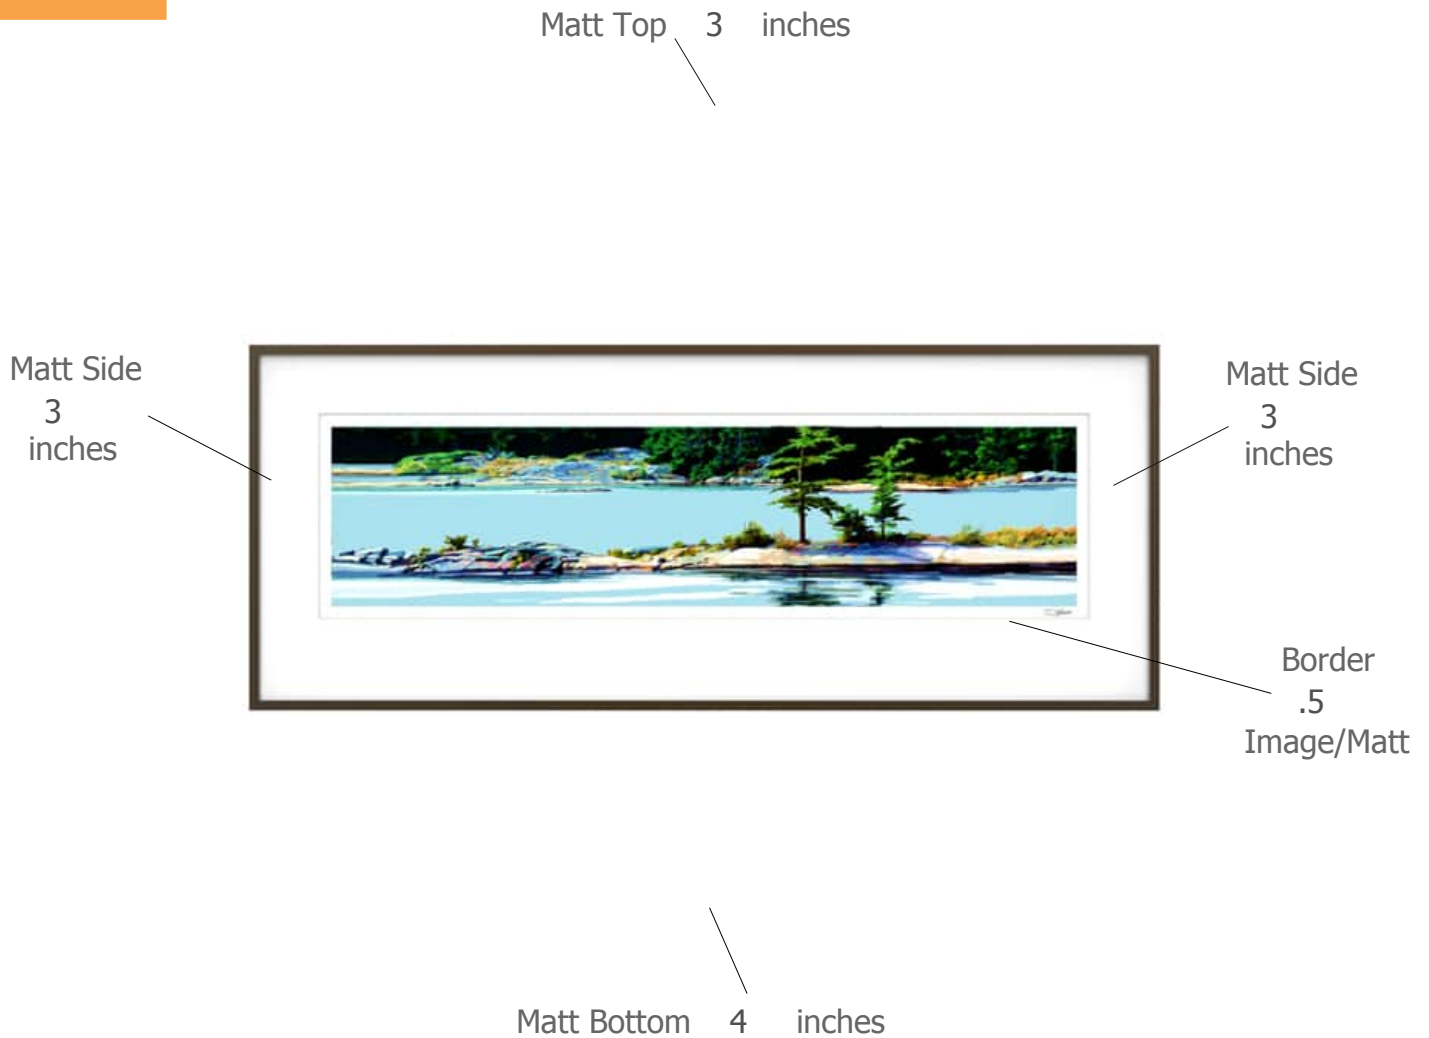 Matt Top 3 inches
Matt Side
3
inches
Matt Side
3
inches
Border
.5
Image/Matt
Matt Bottom 4 inches